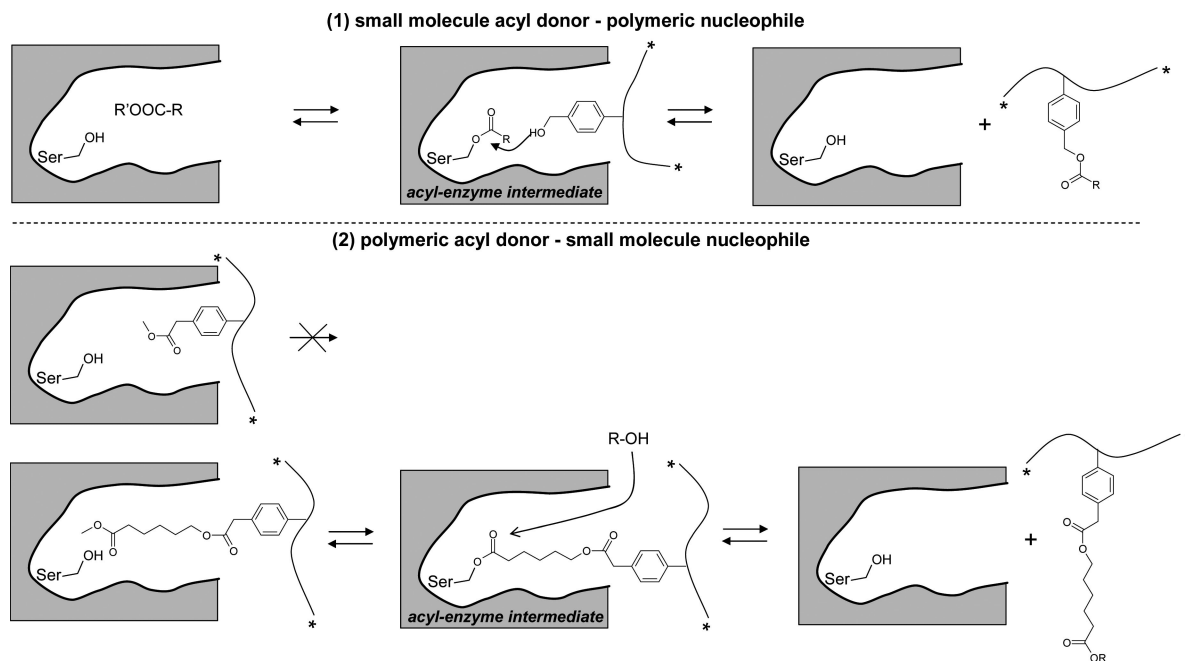 (1) small molecule acyl donor - polymeric nucleophile
R'OOC-R
OH
Ser
O
O
R
HO
Ser
acyl-enzyme intermediate
*
*
OH
Ser
+
*
*
O
O
R
(2) polymeric acyl donor - small molecule nucleophile
*
O
O
OH
Ser
*
R-OH
*
O
O
O
O
OH
Ser
*
O
O
O
O
Ser
acyl-enzyme intermediate
*
*
OH
Ser
+
*
O
O
O
OR